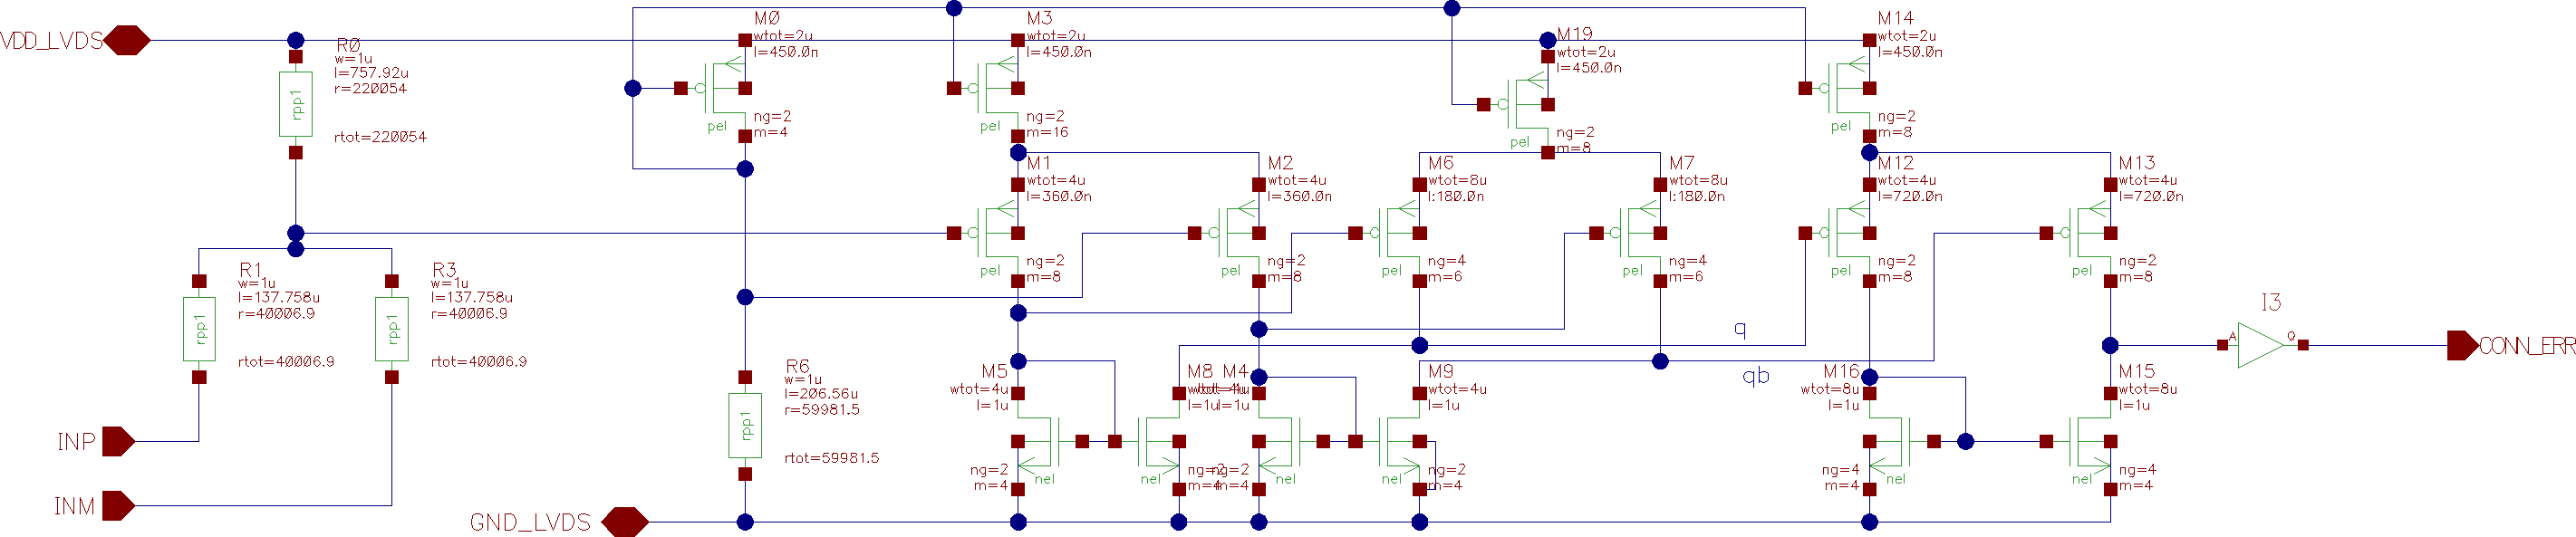 VDD_LVDS
R0
w=1u
l=757.92u
r=220054
rpp1
rtot=220054
M0
wtot=2u
l=450.0n
pel
ng=2
m=4
M3
wtot=2u
l=450.0n
pel
ng=2
m=16
M19
wtot=2u
l=450.0n
pel
ng=2
m=8
M14
wtot=2u
l=450.0n
pel
ng=2
m=8
M1
wtot=4u
l=360.0n
pel
ng=2
m=8
M2
wtot=4u
l=360.0n
pel
ng=2
m=8
M6
wtot=8u
l:180.0n
pel
ng=4
m=6
M7
wtot=8u
l:180.0n
pel
ng=4
m=6
M12
wtot=4u
l=720.0n
pel
ng=2
m=8
M13
wtot=4u
l=720.0n
pel
ng=2
m=8
R1
w=1u
l=137.758u
r=40006.9
rpp1
rtot=40006.9
R3
w=1u
l=137.758u
r=40006.9
rpp1
rtot=40006.9
q
qb
I3
A
Q
CONN_ERR
R6
w=1u
l=206.56u
r=59981.5
rpp1
rtot=59981.5
M5
wtot=4u
l=1u
ng=2
m=4
nel
M8
wtot=4u
l=1u
nel
ng=2
m=4
M4
wtot=4u
l=1u
ng=2
m=4
nel
M9
wtot=4u
l=1u
nel
ng=2
m=4
M16
wtot=8u
l=1u
ng=4
m=4
nel
M15
wtot=8u
l=1u
nel
ng=4
m=4
INP
INM
GND_LVDS